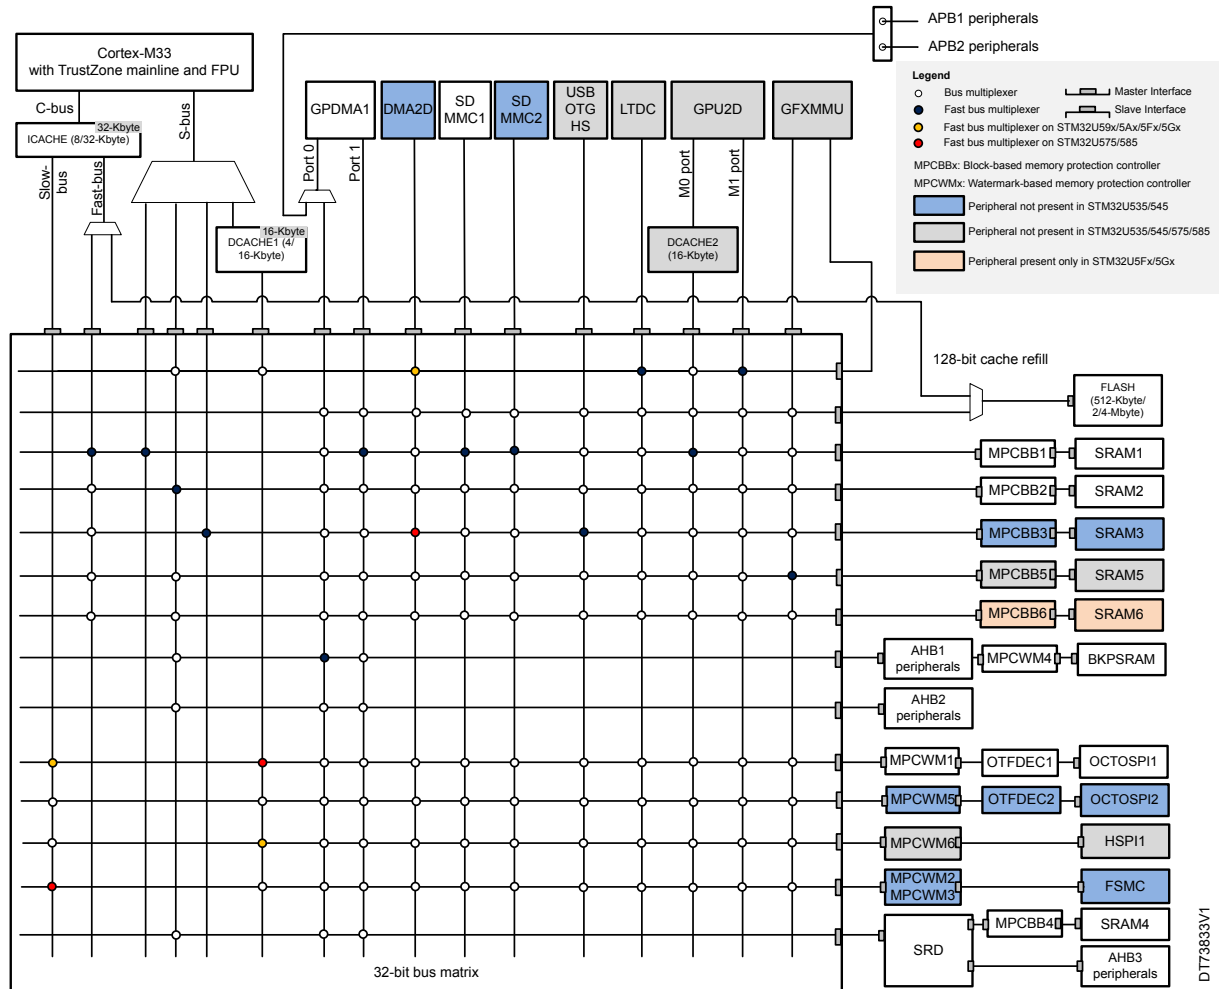 APB1 peripherals
APB2 peripherals
Cortex-M33
with TrustZone mainline and FPU
C-bus
S-bus
32-Kbyte
ICACHE (8/32-Kbyte)
Slow-
bus
Fast-bus
GPDMA1
DMA2D
SD
MMC1
SD
MMC2
USB
OTG
HS
LTDC
GPU2D
GFXMMU
Port 0
Port 1
M0 port
M1 port
16-Kbyte
DCACHE1 (4/
16-Kbyte)
DCACHE2
(16-Kbyte)
Legend
Bus multiplexer
Fast bus multiplexer
Fast bus multiplexer on STM32U59x/5Ax/5Fx/5Gx
Fast bus multiplexer on STM32U575/585
Master Interface
Slave Interface
MPCBBx: Block-based memory protection controller
MPCWMx: Watermark-based memory protection controller
Peripheral not present in STM32U535/545
Peripheral not present in STM32U535/545/575/585
Peripheral present only in STM32U5Fx/5Gx
128-bit cache refill
FLASH
(512-Kbyte/
2/4-Mbyte)
MPCBB1
SRAM1
MPCBB2
SRAM2
MPCBB3
SRAM3
MPCBB5
SRAM5
MPCBB6
SRAM6
AHB1
peripherals
MPCWM4
BKPSRAM
AHB2
peripherals
MPCWM1
OTFDEC1
OCTOSPI1
MPCWM5
OTFDEC2
OCTOSPI2
MPCWM6
HSPI1
MPCWM2
MPCWM3
FSMC
SRD
MPCBB4
SRAM4
AHB3
peripherals
32-bit bus matrix
DT73833V1